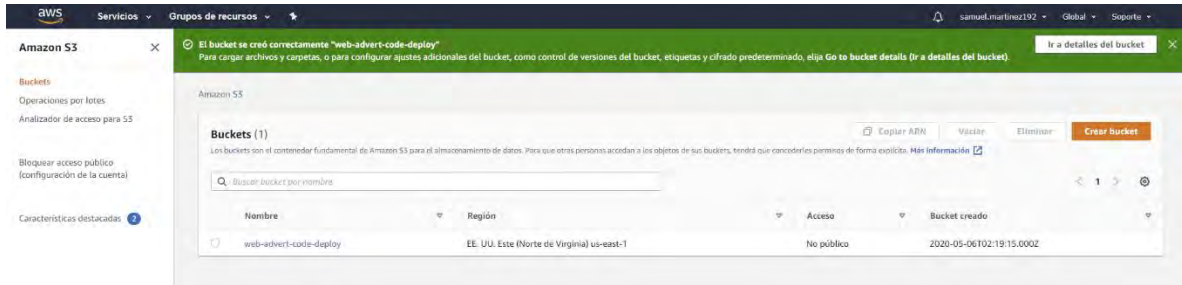 aws Servicios Grupos de recursos samuel.martinez192 Global Soporte
Amazon S3
El bucket se creó correctamente "web-advert-code-deploy"
Para cargar archivos y carpetas, o para configurar ajustes adicionales del bucket, como control de versiones del bucket, etiquetas y cifrado predeterminado, elija Go to bucket details (Ir a detalles del bucket).
Ir a detalles del bucket
Buckets
Operaciones por lotes
Analizador de acceso para S3
Bloquear acceso público
(configuración de la cuenta)
Características destacadas 2
Amazon S3
Buckets (1)
Copiar ARN Vaciar Eliminar Crear bucket
Los buckets son el contenedor fundamental de Amazon S3 para el almacenamiento de datos. Para que otras personas accedan a los objetos de sus buckets, tendrá que concederles permisos de forma explícita. Más información
Buscar bucket por nombre
1
Nombre Región Acceso Bucket creado
web-advert-code-deploy EE. UU. Este (Norte de Virginia) us-east-1 No público 2020-05-06T02:19:15.000Z